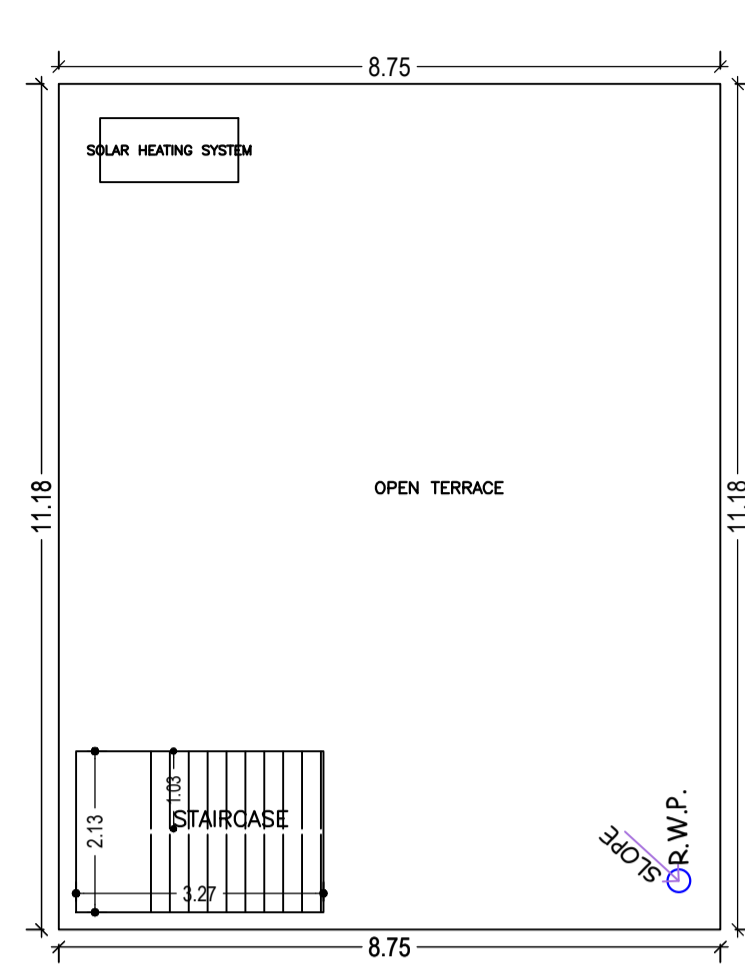 8.75
SOLAR HEATING SYSTEM
11.18
11.18
OPEN TERRACE
1.03
STAIRCASE
2.13
3.27
SLOPE
R.W.P.
8.75